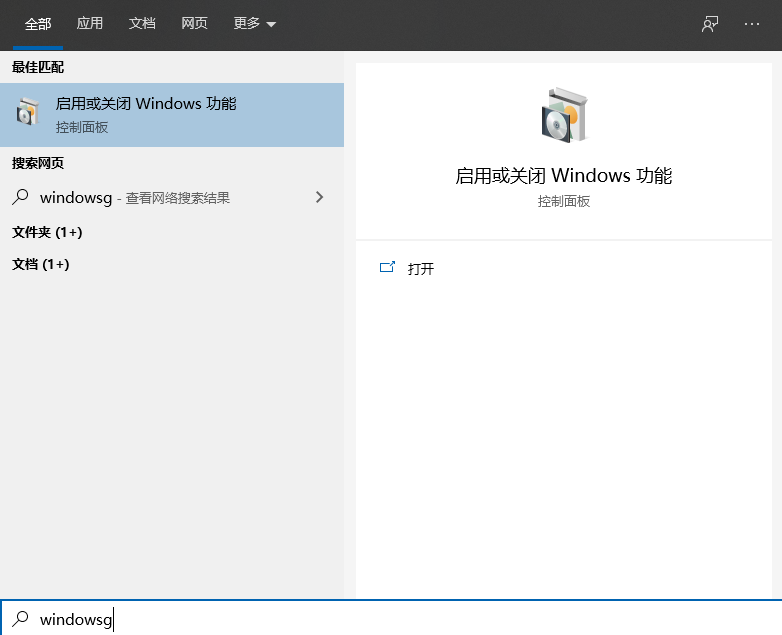 全部 应用 文档 网页 更多
最佳匹配
启用或关闭 Windows 功能
控制面板
搜索网页
windowsg - 查看网络搜索结果
文件夹 (1+)
文档 (1+)
启用或关闭 Windows 功能
控制面板
打开
windowsg